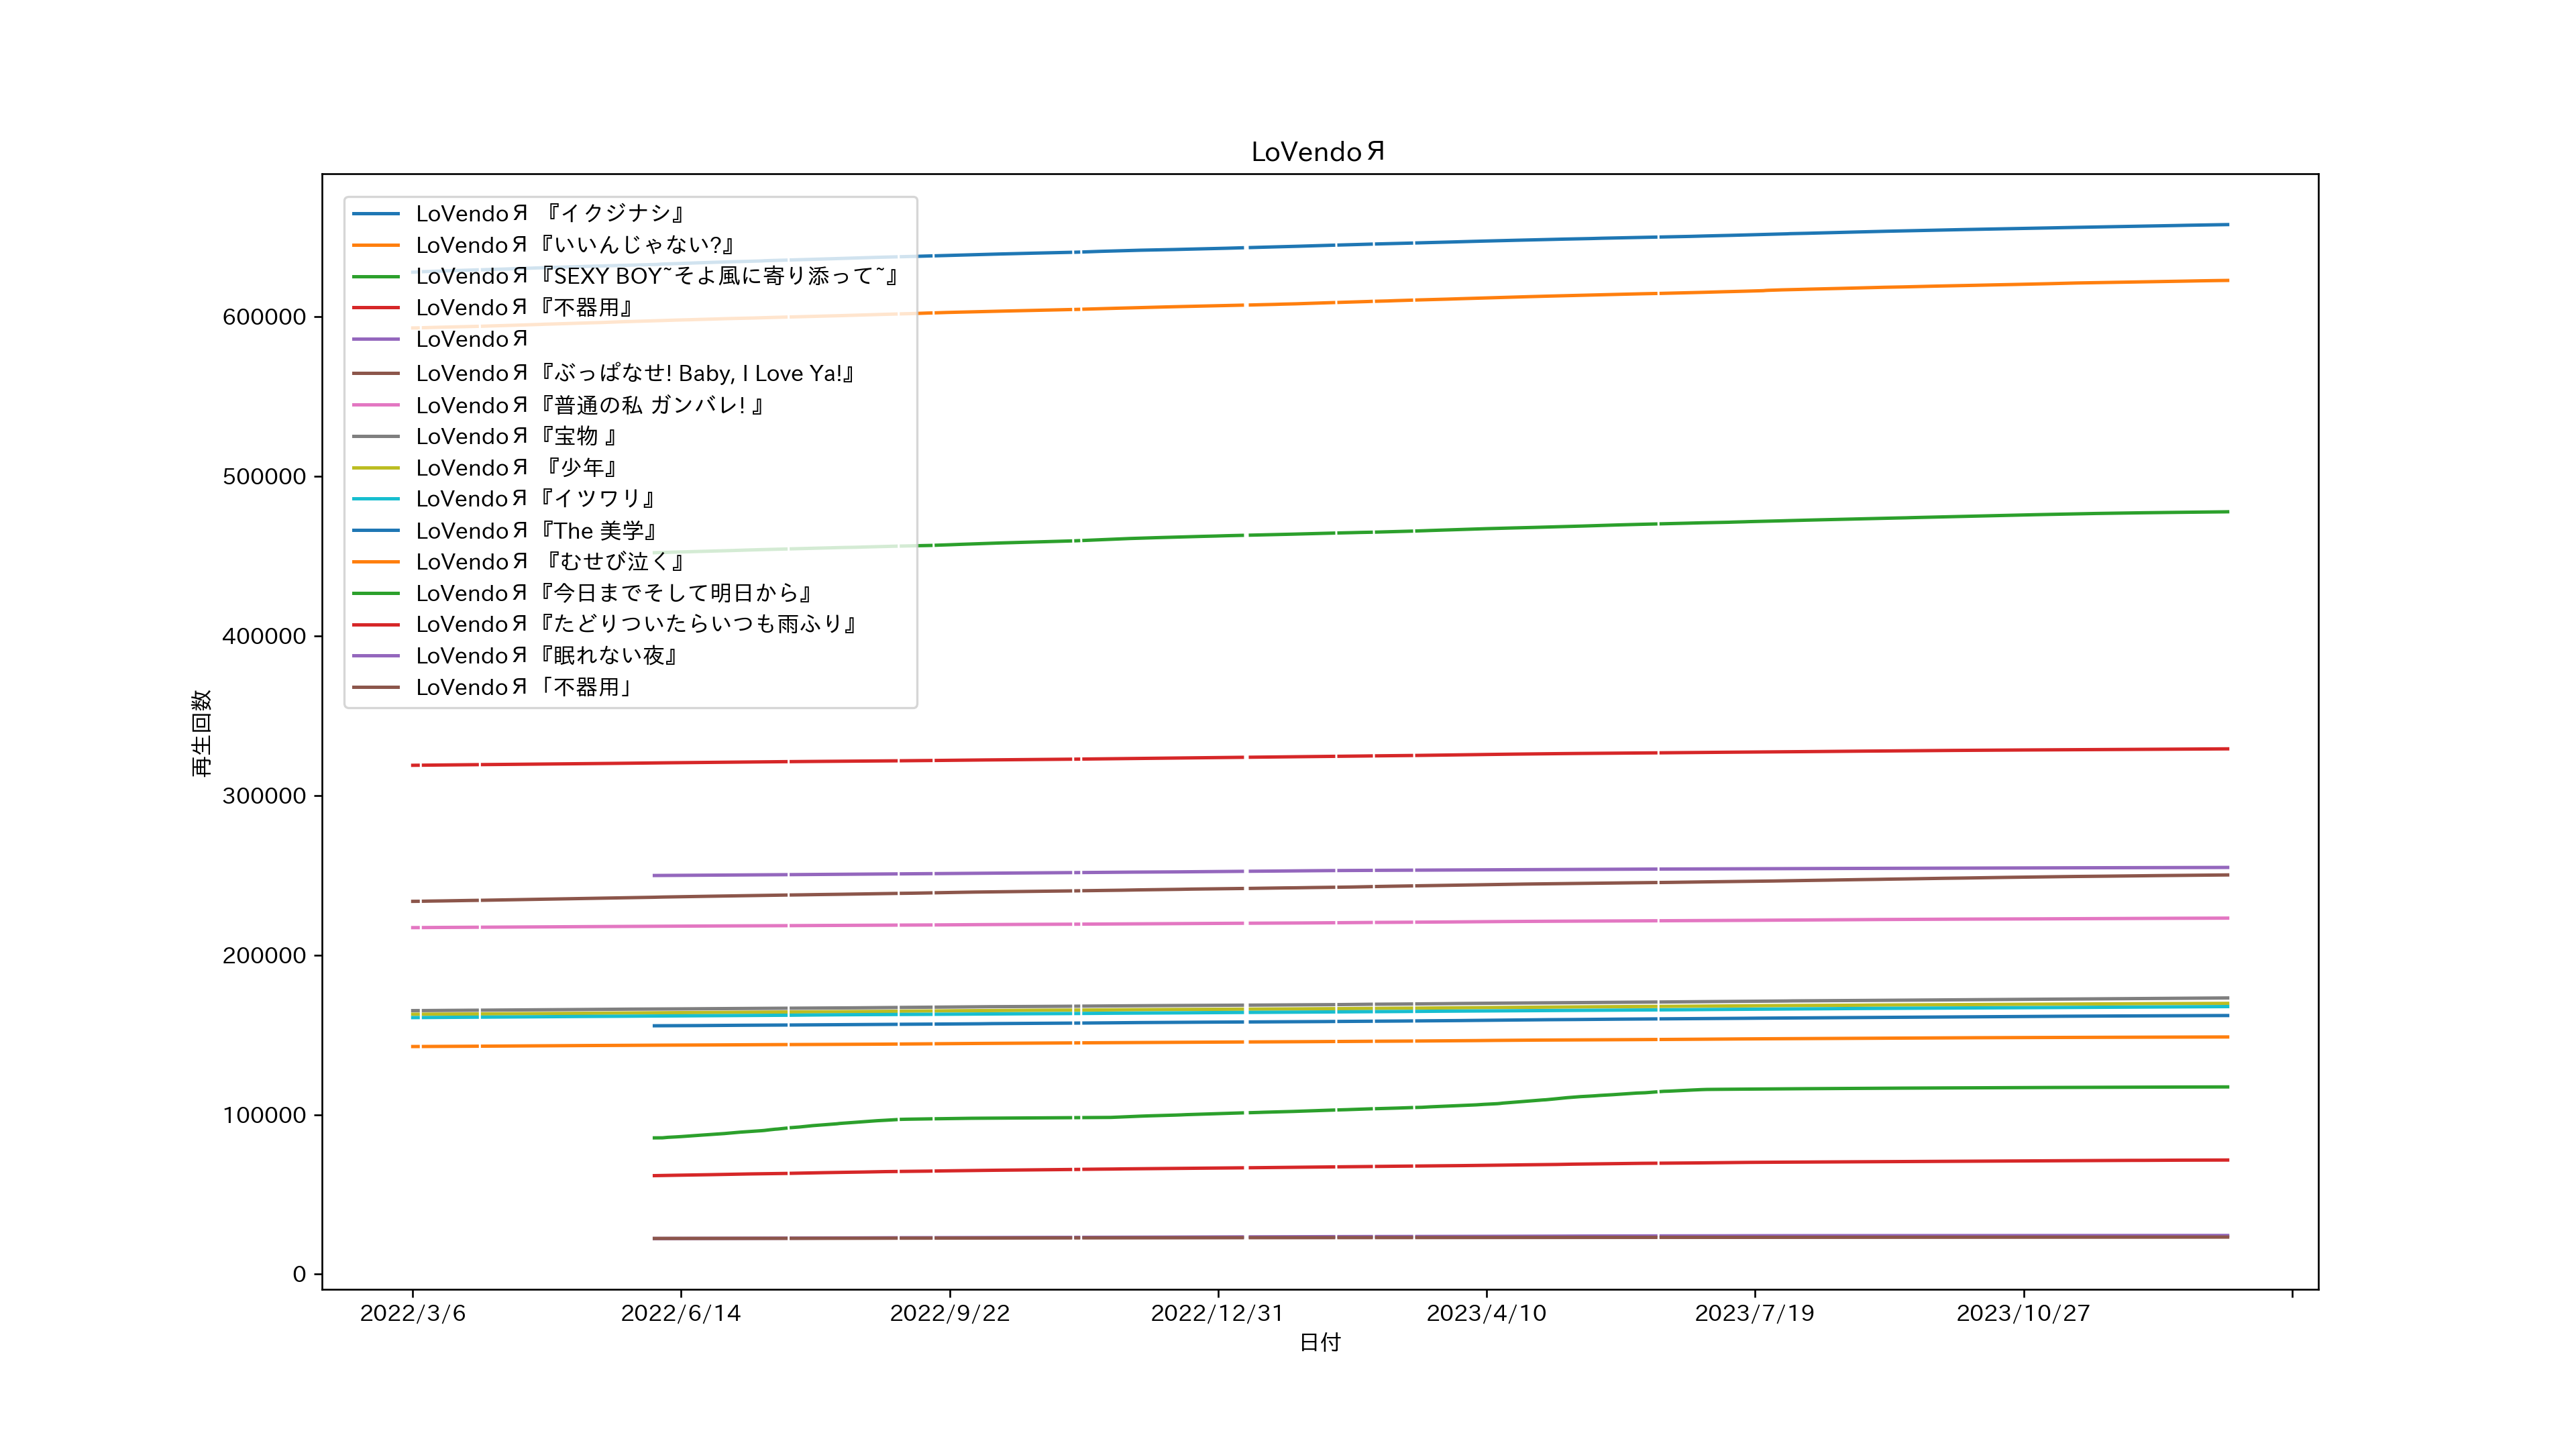 LoVendoЯ
LoVendoЯ 『イクジナシ』
LoVendoЯ『いいんじゃない?』
LoVendoЯ『SEXY BOY~そよ風に寄り添って~』
LoVendoЯ『不器用』
LoVendoЯ
LoVendoЯ『ぶっぱなせ! Baby, I Love Ya!』
LoVendoЯ『普通の私 ガンバレ! 』
LoVendoЯ『宝物 』
LoVendoЯ 『少年』
LoVendoЯ『イツワリ』
LoVendoЯ『The 美学』
LoVendoЯ 『むせび泣く』
LoVendoЯ『今日までそして明日から』
LoVendoЯ『たどりついたらいつも雨ふり』
LoVendoЯ『眠れない夜』
LoVendoЯ「不器用」
600000
500000
400000
300000
200000
100000
0
再生回数
2022/3/6
2022/6/14
2022/9/22
2022/12/31
2023/4/10
2023/7/19
2023/10/27
日付